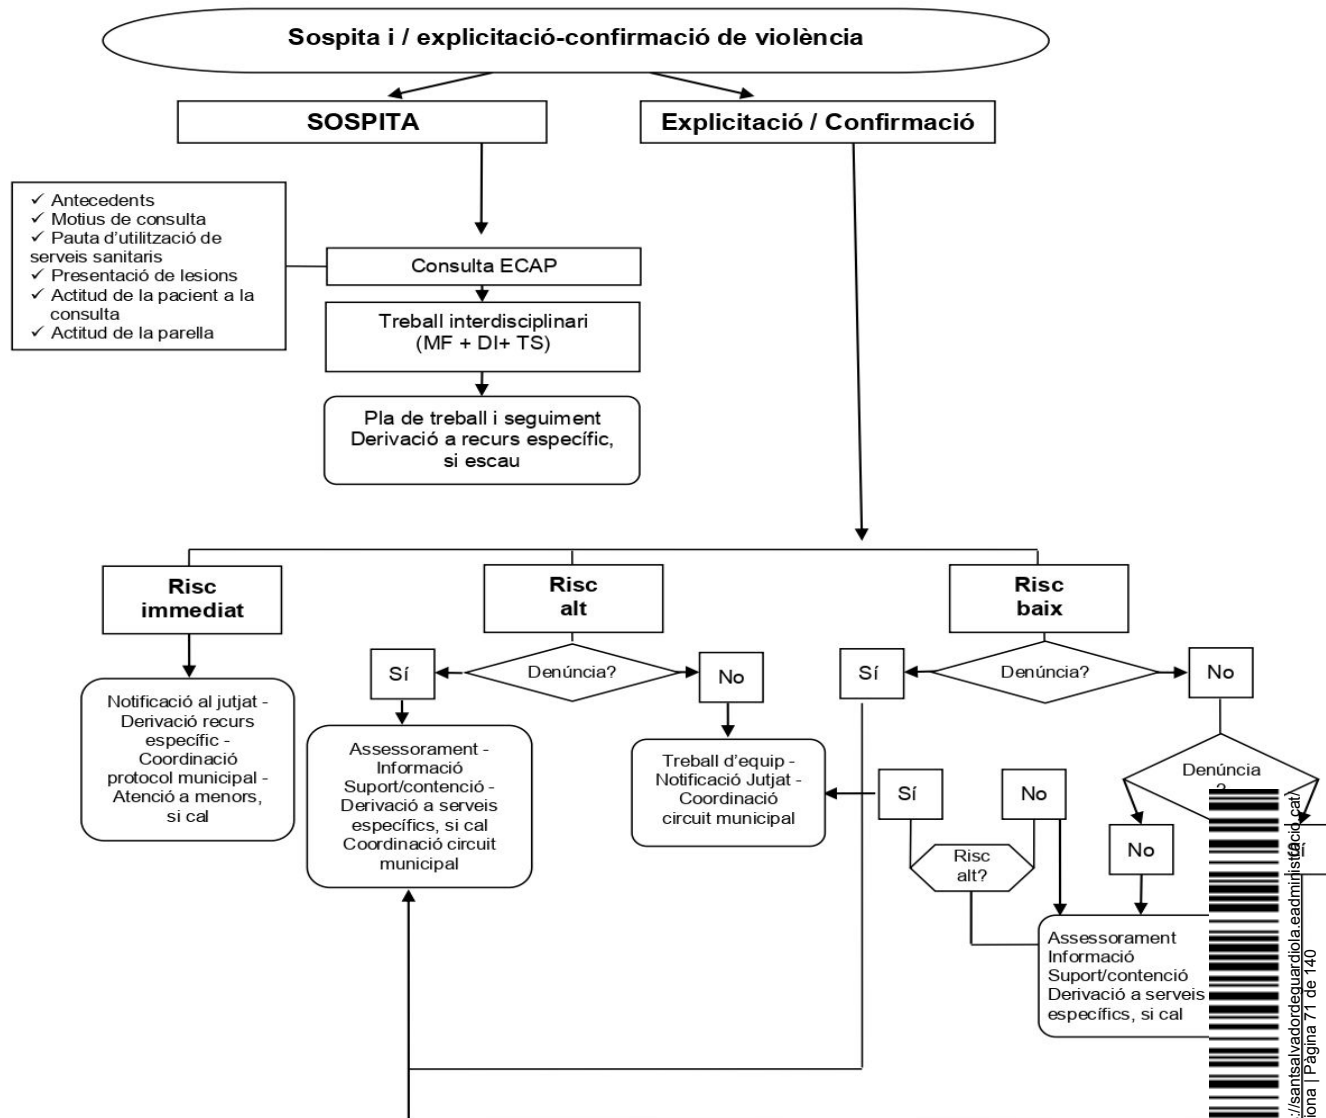 Sospita i / explicitació-confirmació de violència
SOSPITA
Explicitació / Confirmació
✓ Antecedents
✓ Motius de consulta
✓ Pauta d'utilització de
serveis sanitaris
✓ Presentació de lesions
✓ Actitud de la pacient a la
consulta
✓ Actitud de la parella
Consulta ECAP
Treball interdisciplinari
(MF + DI+ TS)
Pla de treball i seguiment
Derivació a recurs específic,
si escau
Risc
immediat
Risc
alt
Risc
baix
Sí
Denúncia?
No
Sí
Denúncia?
No
Notificació al jutjat -
Derivació recurs
específic -
Coordinació
protocol municipal -
Atenció a menors,
si cal
Assessorament -
Informació
Suport/contenció -
Derivació a serveis
específics, si cal
Coordinació circuit
municipal
Treball d'equip -
Notificació Jutjat -
Coordinació
circuit municipal
Sí
No
Risc
alt?
Denúncia
No
Sí
Assessorament
Informació
Suport/contenció
Derivació a serveis
específics, si cal
://santsalvadordeguardiola.eadministracio.cat/
iona | Pàgina 71 de 140